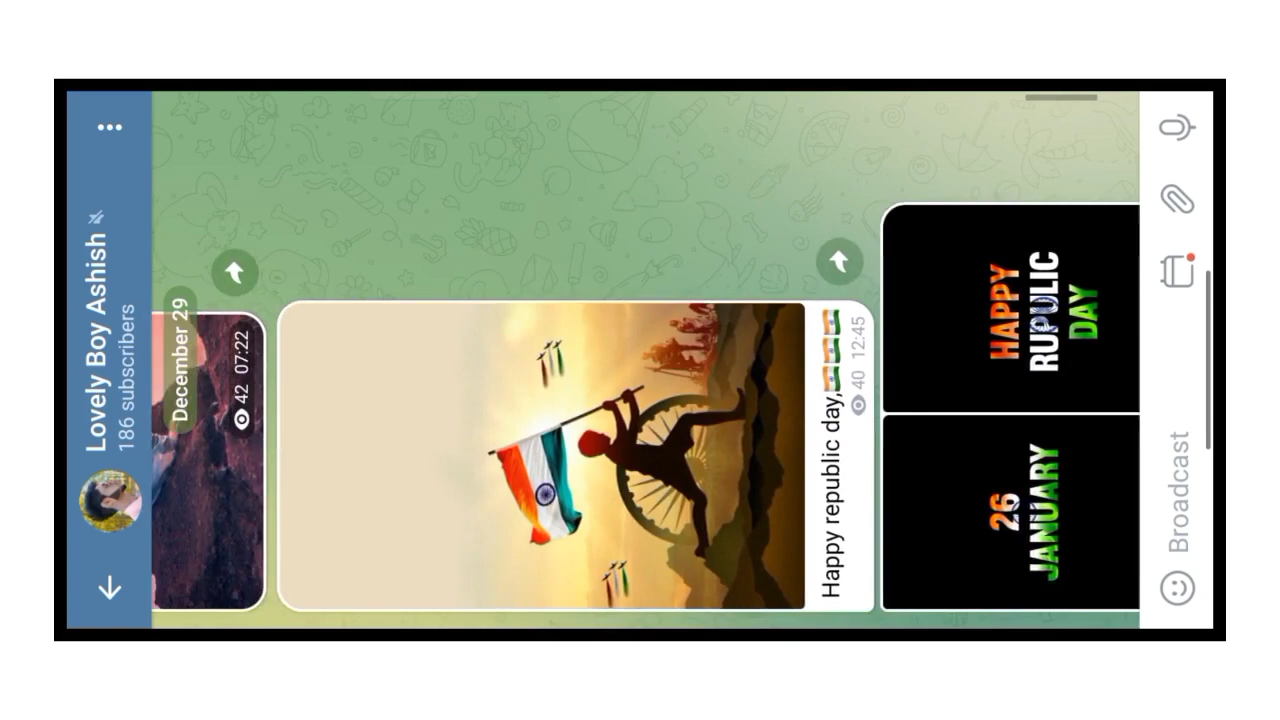 Lovely Boy Ashish
186 subscribers
December 29
42 07:22
Happy republic day,🇮🇳🇮🇳🇮🇳
40 12:45
26
JANUARY
HAPPY
RUPULIC
DAY
Broadcast